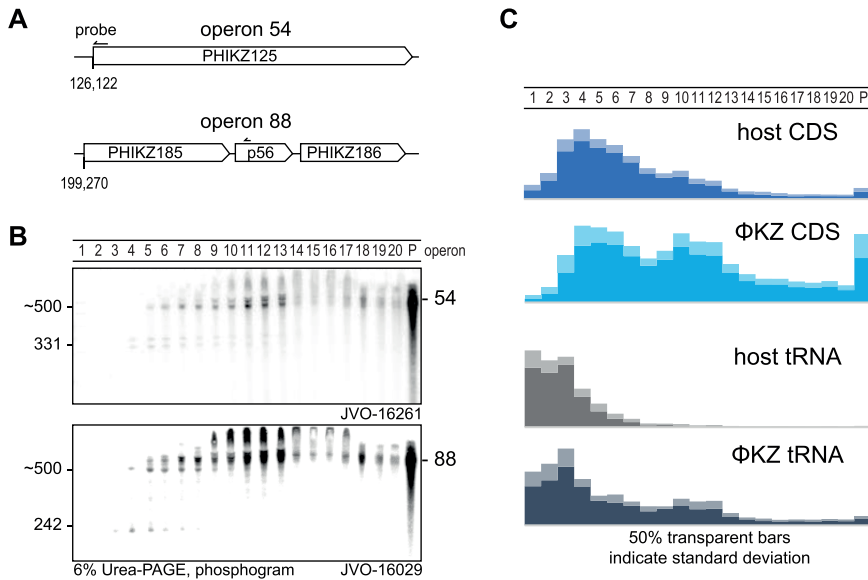 A
probe
operon 54
PHIKZ125
126,122
operon 88
PHIKZ185 p56 PHIKZ186
199,270
B
1 2 3 4 5 6 7 8 9 10 11 12 13 14 15 16 17 18 19 20 P operon
~500
54
331
JVO-16261
~500
88
242
6% Urea-PAGE, phosphogram JVO-16029
C
1 2 3 4 5 6 7 8 9 10 11 12 13 14 15 16 17 18 19 20 P
host CDS
ΦKZ CDS
host tRNA
ΦKZ tRNA
50% transparent bars
indicate standard deviation